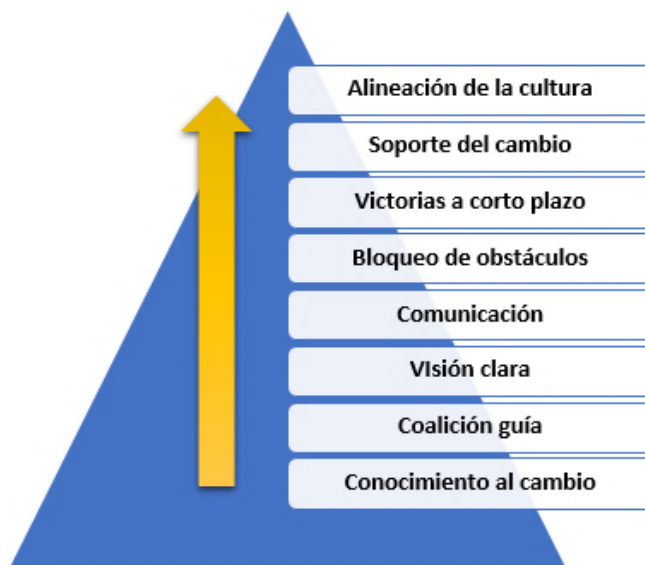 Alineación de la cultura
Soporte del cambio
Victorias a corto plazo
Bloqueo de obstáculos
Comunicación
VIsión clara
Coalición guía
Conocimiento al cambio